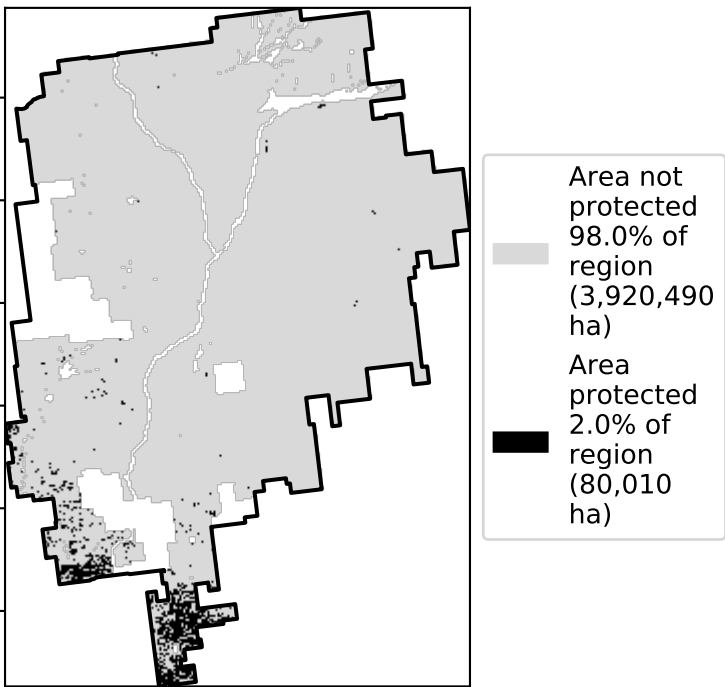 Area not
protected
98.0% of
region
(3,920,490
ha)
Area
protected
2.0% of
region
(80,010
ha)